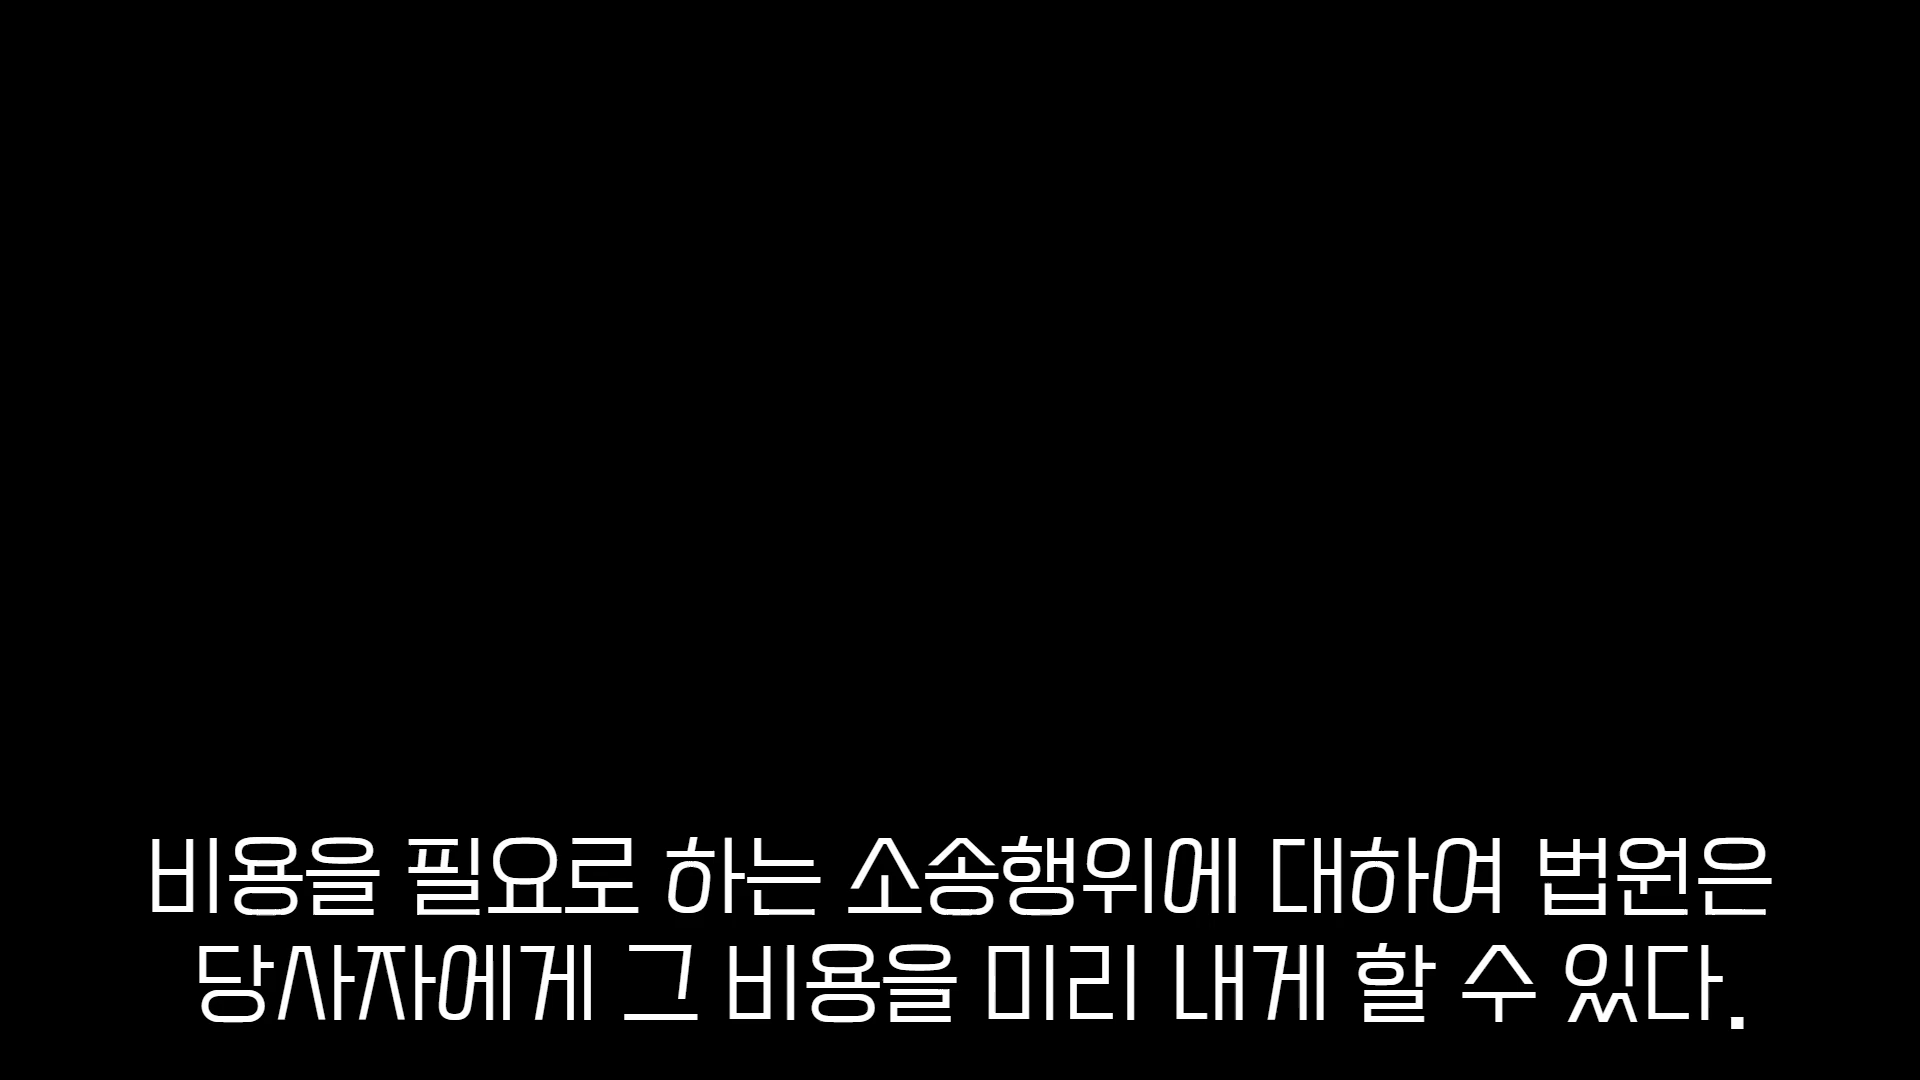 비용을 필요로 하는 소송행위에 대하여 법원은
당사자에게 그 비용을 미리 내게 할 수 있다.